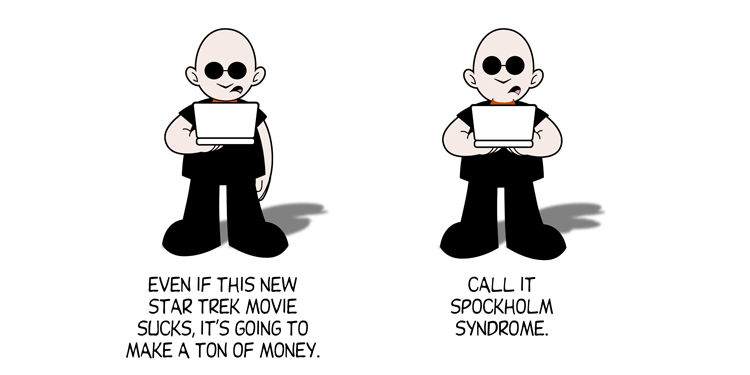 EVEN IF THIS NEW
STAR TREK MOVIE
SUCKS, IT'S GOING TO
MAKE A TON OF MONEY.
CALL IT
SPOCKHOLM
SYNDROME.